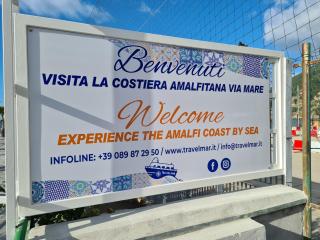 Benvenuti
VISITA LA COSTIERA AMALFITANA VIA MARE
Welcome
EXPERIENCE THE AMALFI COAST BY SEA
INFOLINE: +39 089 87 29 50 / www.travelmar.it / info@travelmar.it